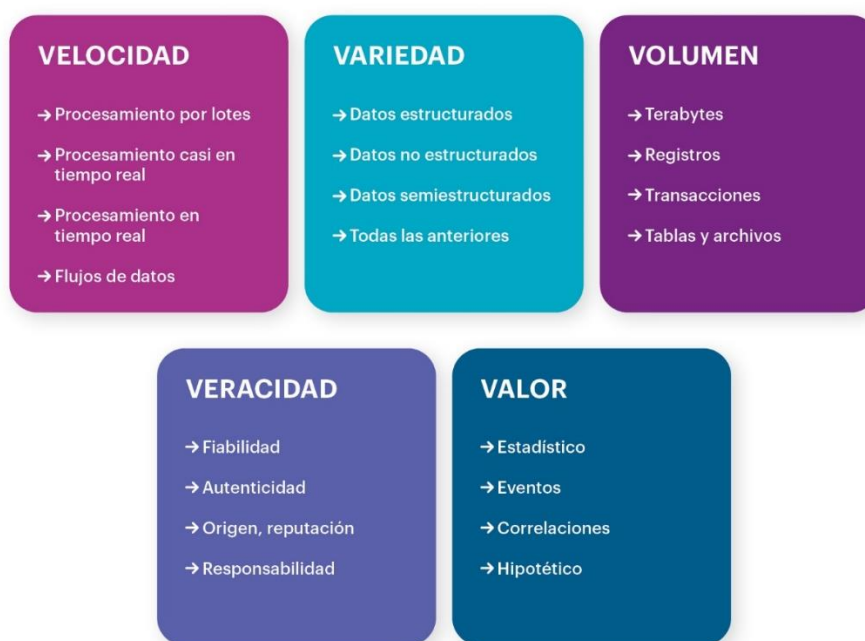 VELOCIDAD
→ Procesamiento por lotes
→ Procesamiento casi en
tiempo real
→ Procesamiento en
tiempo real
→ Flujos de datos
VARIEDAD
→ Datos estructurados
→ Datos no estructurados
→ Datos semiestructurados
→ Todas las anteriores
VOLUMEN
→ Terabytes
→ Registros
→ Transacciones
→ Tablas y archivos
VERACIDAD
→ Fiabilidad
→ Autenticidad
→ Origen, reputación
→ Responsabilidad
VALOR
→ Estadístico
→ Eventos
→ Correlaciones
→ Hipotético